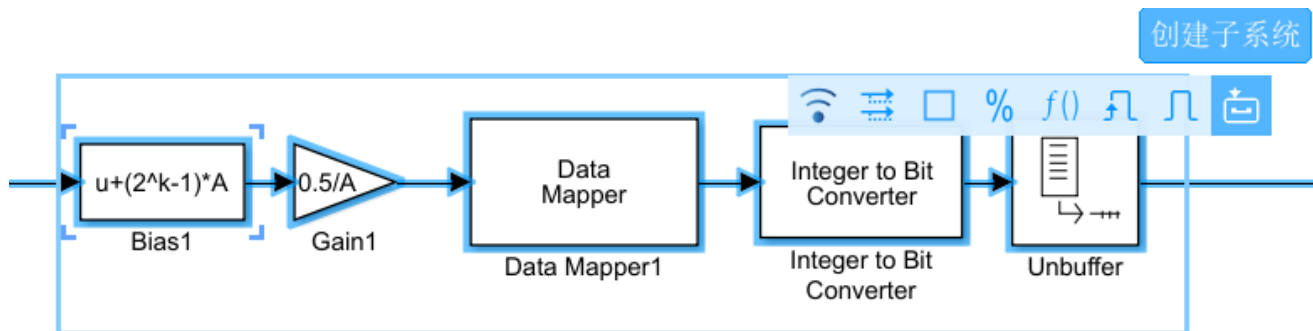 创建子系统
% f()
u+(2^k-1)*A
0.5/A
Data
Mapper
Integer to Bit
Converter
Bias1
Gain1
Data Mapper1
Integer to Bit
Converter
Unbuffer